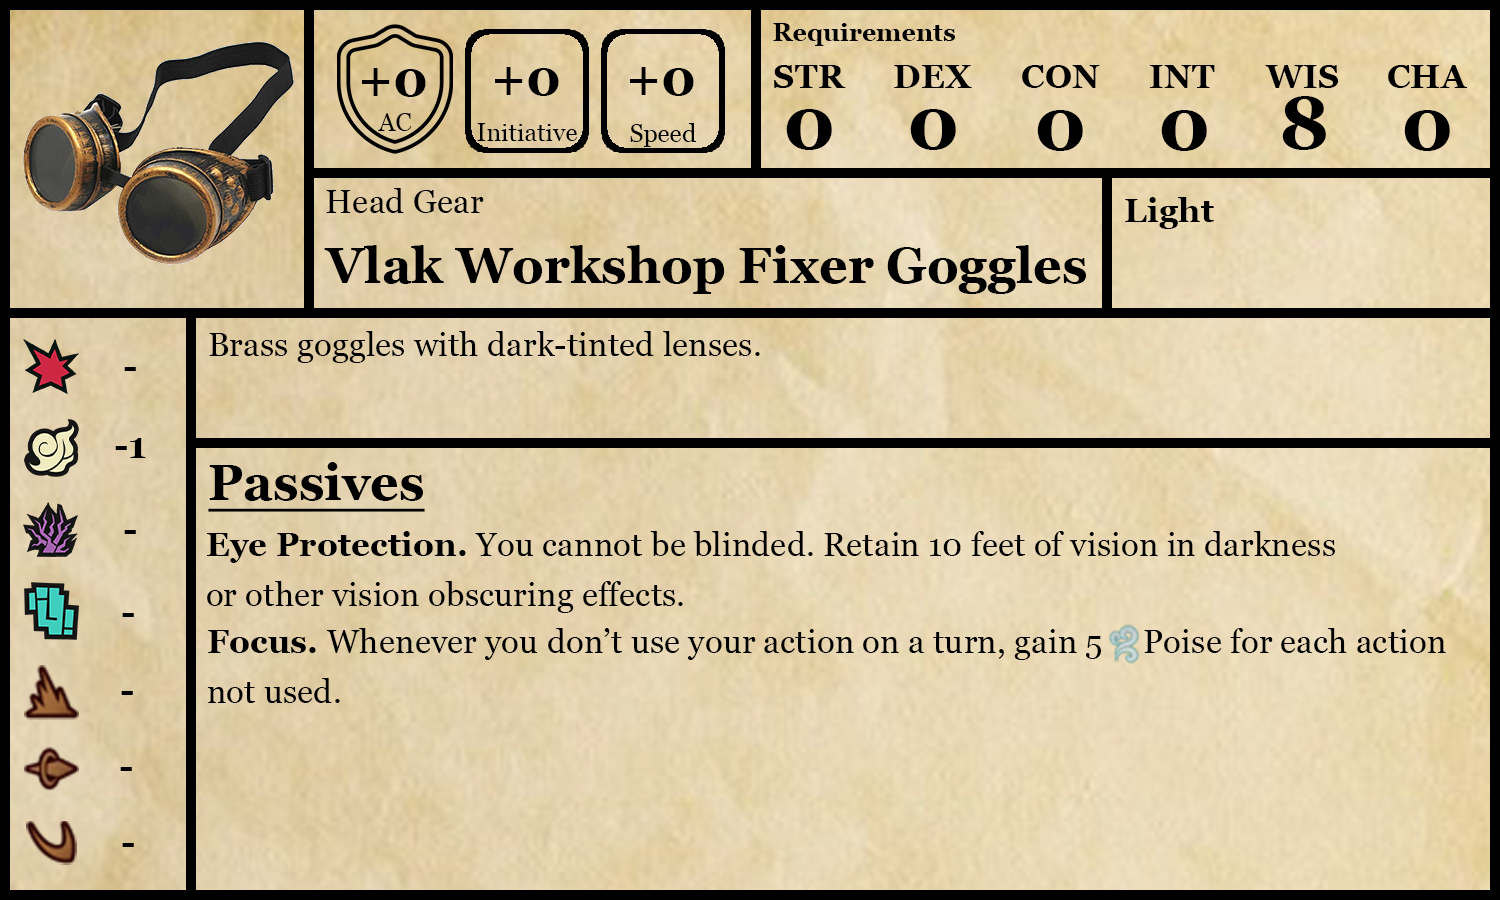 +0
AC
+0
Initiative
+0
Speed
Requirements
STR DEX CON INT WIS CHA
0 0 0 0 8 0
Head Gear
Vlak Workshop Fixer Goggles
Light
-
-1
-
-
-
-
-
Brass goggles with dark-tinted lenses.
Passives
Eye Protection. You cannot be blinded. Retain 10 feet of vision in darkness
or other vision obscuring effects.
Focus. Whenever you don’t use your action on a turn, gain 5 Poise for each action
not used.